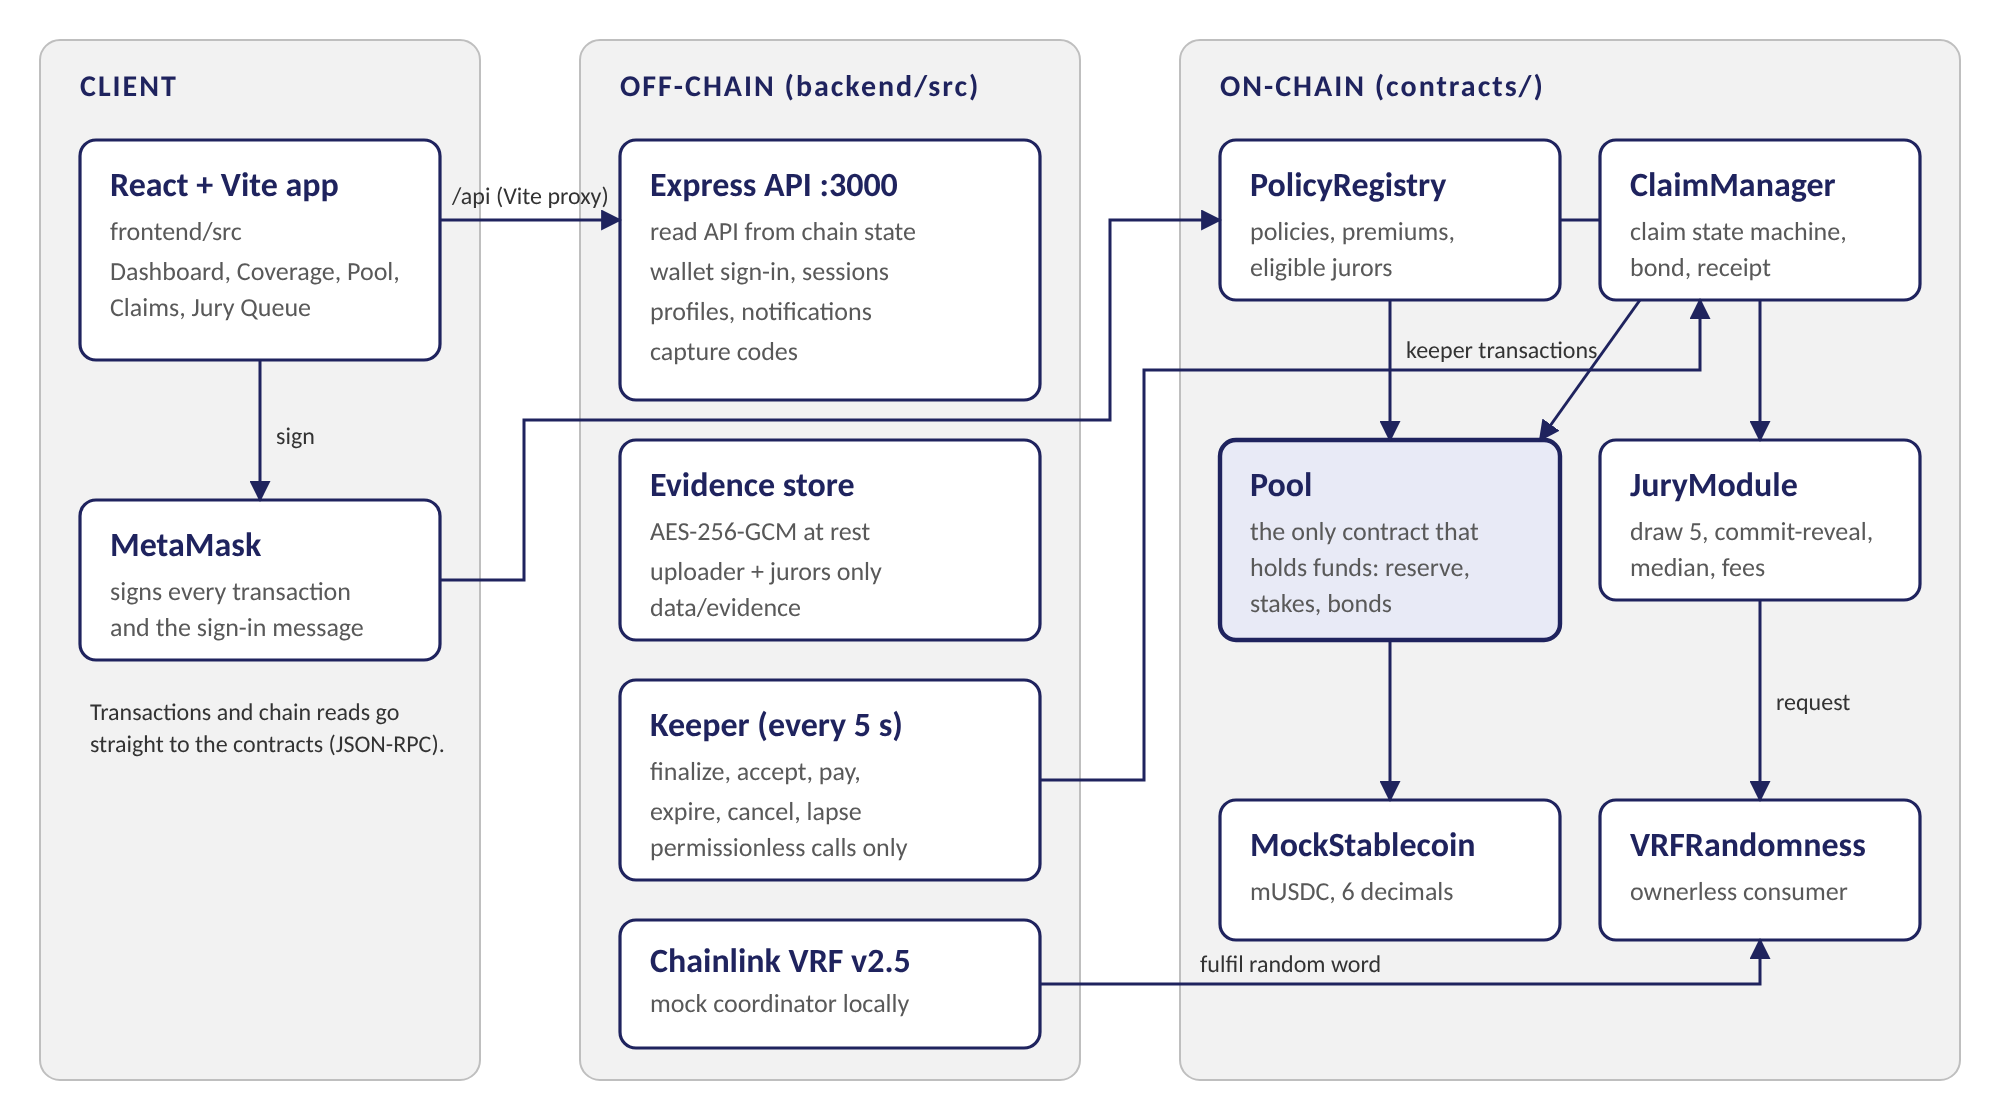 CLIENT
React + Vite app
frontend/src
Dashboard, Coverage, Pool,
Claims, Jury Queue
sign
MetaMask
signs every transaction
and the sign-in message
Transactions and chain reads go
straight to the contracts (JSON-RPC).
/api (Vite proxy)
OFF-CHAIN (backend/src)
Express API :3000
read API from chain state
wallet sign-in, sessions
profiles, notifications
capture codes
Evidence store
AES-256-GCM at rest
uploader + jurors only
data/evidence
Keeper (every 5 s)
finalize, accept, pay,
expire, cancel, lapse
permissionless calls only
Chainlink VRF v2.5
mock coordinator locally
ON-CHAIN (contracts/)
PolicyRegistry
policies, premiums,
eligible jurors
ClaimManager
claim state machine,
bond, receipt
keeper transactions
Pool
the only contract that
holds funds: reserve,
stakes, bonds
JuryModule
draw 5, commit-reveal,
median, fees
request
MockStablecoin
mUSDC, 6 decimals
VRFRandomness
ownerless consumer
fulfil random word